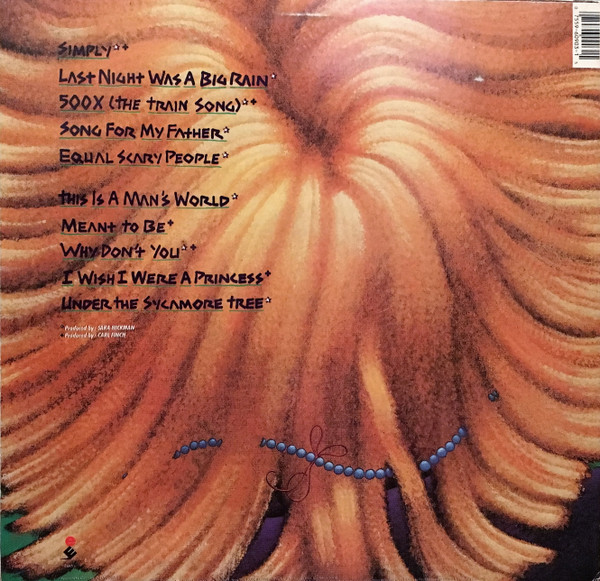 SIMPLY*+
LAST NIGHT WAS A BIG RAIN*
500X (THE TRAIN SONG)*+
SONG FOR MY FATHER*
EQUAL SCARY PEOPLE*
THIS IS A MAN'S WORLD*
MEANT TO BE+
WHY DON'T YOU*+
I WISH I WERE A PRINCESS+
UNDER THE SYCAMORE TREE*
Produced by: SARA HICKMAN
Produced by: CARL FINCH